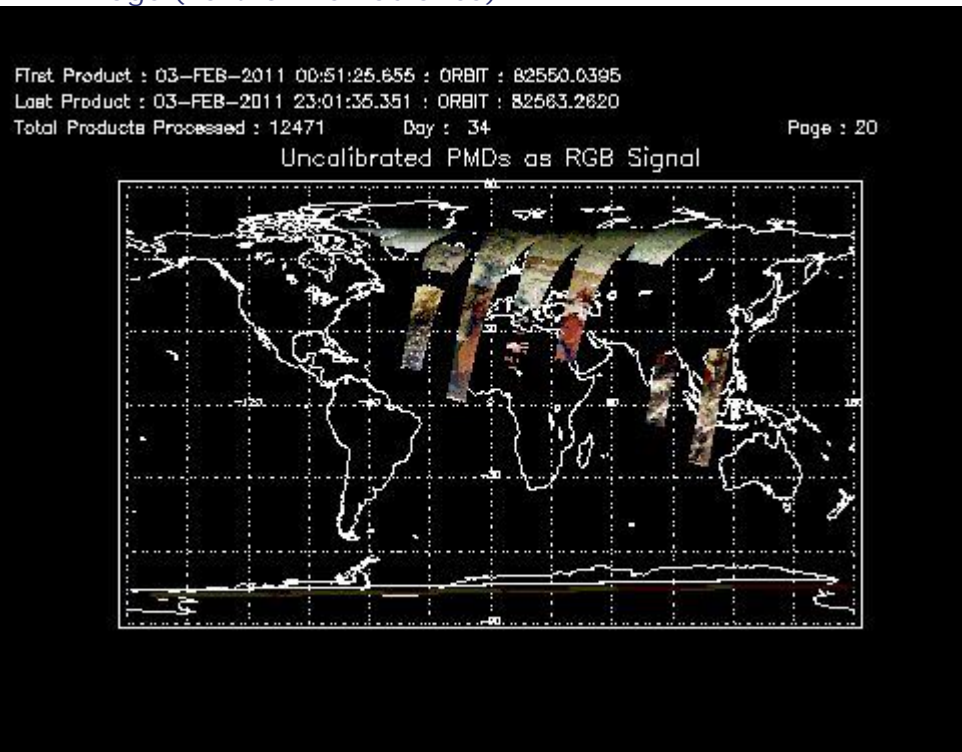 First Product : 03-FEB-2011 00:51:25.655 : ORBIT : 82550.0395
Last Product : 03-FEB-2011 23:01:35.351 : ORBIT : 82563.2620
Total Products Processed : 12471 Day : 34 Page : 20
Uncalibrated PMDs as RGB Signal
-120
-30
-90